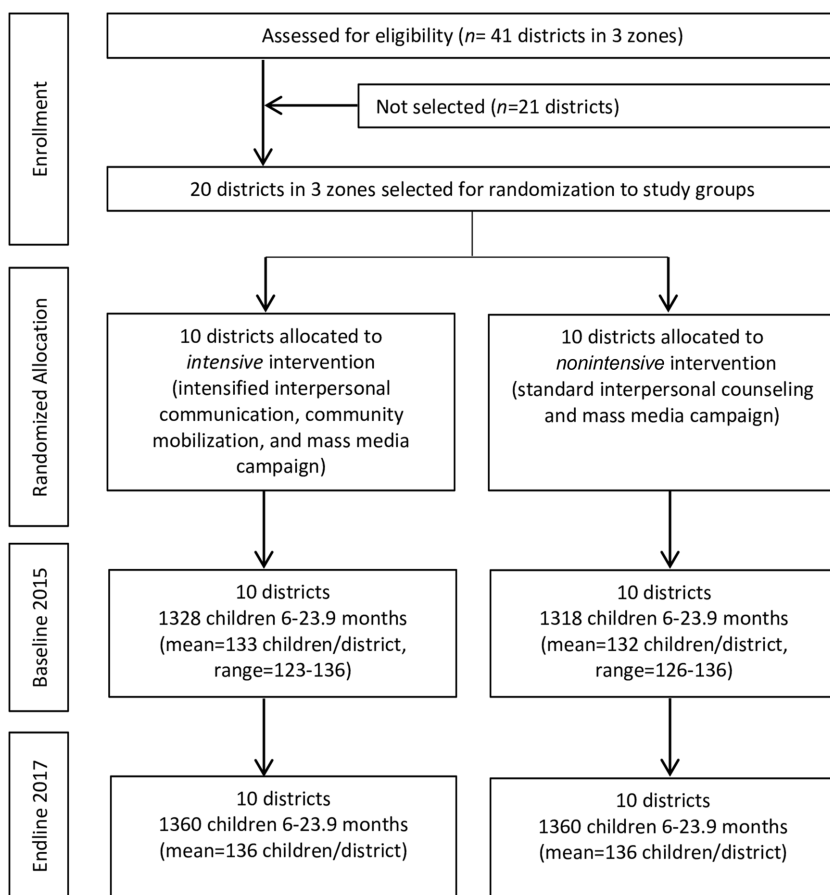 Enrollment
Assessed for eligibility (n= 41 districts in 3 zones)
Not selected (n=21 districts)
20 districts in 3 zones selected for randomization to study groups
Randomized Allocation
10 districts allocated to
intensive intervention
(intensified interpersonal
communication, community
mobilization, and mass media
campaign)
10 districts allocated to
nonintensive intervention
(standard interpersonal counseling
and mass media campaign)
Baseline 2015
10 districts
1328 children 6-23.9 months
(mean=133 children/district,
range=123-136)
10 districts
1318 children 6-23.9 months
(mean=132 children/district,
range=126-136)
Endline 2017
10 districts
1360 children 6-23.9 months
(mean=136 children/district)
10 districts
1360 children 6-23.9 months
(mean=136 children/district)